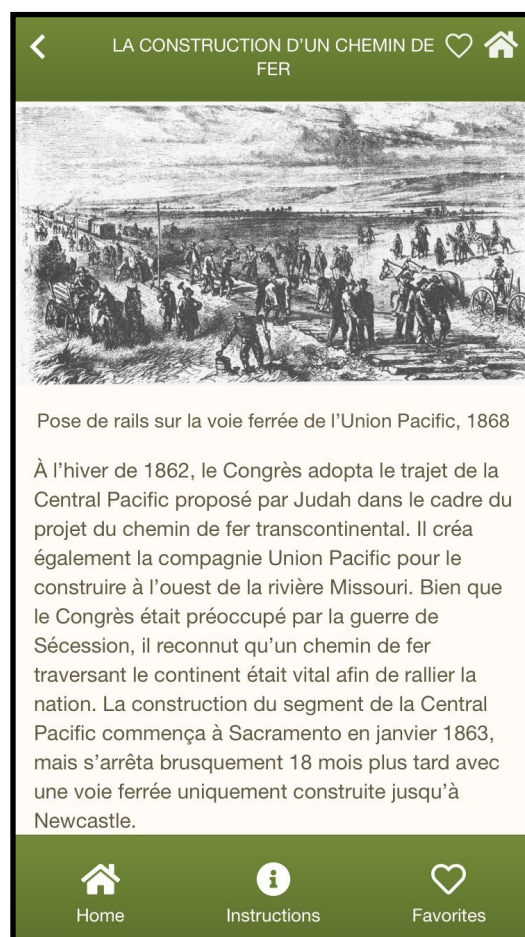 LA CONSTRUCTION D’UN CHEMIN DE
FER
Pose de rails sur la voie ferrée de l’Union Pacific, 1868
À l’hiver de 1862, le Congrès adopta le trajet de la
Central Pacific proposé par Judah dans le cadre du
projet du chemin de fer transcontinental. Il créa
également la compagnie Union Pacific pour le
construire à l’ouest de la rivière Missouri. Bien que
le Congrès était préoccupé par la guerre de
Sécession, il reconnut qu’un chemin de fer
traversant le continent était vital afin de rallier la
nation. La construction du segment de la Central
Pacific commença à Sacramento en janvier 1863,
mais s’arrêta brusquement 18 mois plus tard avec
une voie ferrée uniquement construite jusqu’à
Newcastle.
Home
Instructions
Favorites